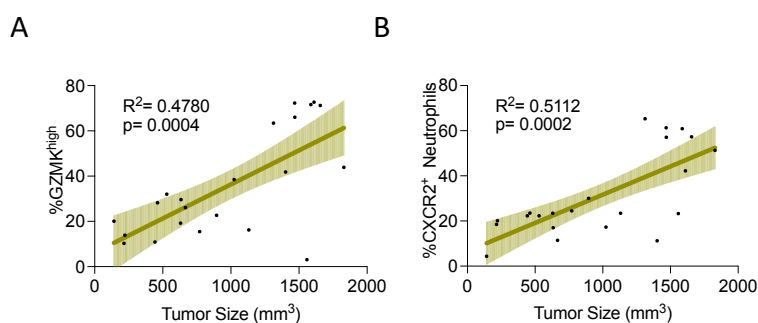 A
B
R²= 0.4780
p= 0.0004
%GZMKʰⁱᵍʰ
80
60
40
20
0
0
500
1000
1500
2000
Tumor Size (mm³)
R²= 0.5112
p= 0.0002
%CXCR2⁺ Neutrophils
80
60
40
20
0
0
500
1000
1500
2000
Tumor Size (mm³)